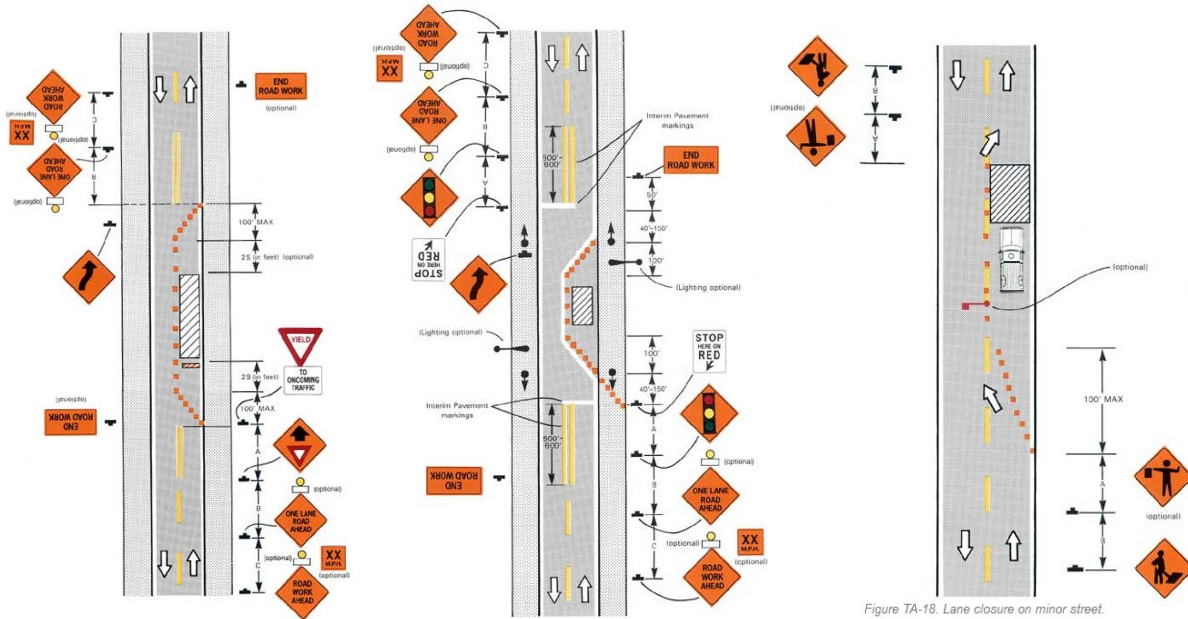 ROAD
WORK
AHEAD
(optional)
XX
M.P.H.
(optional)
C
ONE LANE
ROAD
AHEAD
(optional)
B
END
ROAD WORK
(optional)
100' MAX
2S (in feet) (optional)
YIELD
TO
ONCOMING
TRAFFIC
2S (in feet)
100' MAX
(optional)
END
ROAD WORK
A
(optional)
B
ONE LANE
ROAD
AHEAD
(optional)
XX
M.P.H.
(optional)
C
ROAD
WORK
AHEAD
ROAD
WORK
AHEAD
(optional)
XX
M.P.H.
(optional)
C
ONE LANE
ROAD
AHEAD
(optional)
B
Interim Pavement
markings
500'-
600'
A
END
ROAD WORK
50'
STOP
HERE ON
RED
40'-150'
100'
(Lighting optional)
(Lighting optional)
STOP
HERE ON
RED
100'
40'-150'
Interim Pavement
markings
500'-
600'
A
(optional)
END
ROAD WORK
B
ONE LANE
ROAD
AHEAD
(optional)
XX
M.P.H.
(optional)
C
ROAD
WORK
AHEAD
B
(optional)
A
(optional)
100' MAX
A
(optional)
B
Figure TA-18. Lane closure on minor street.